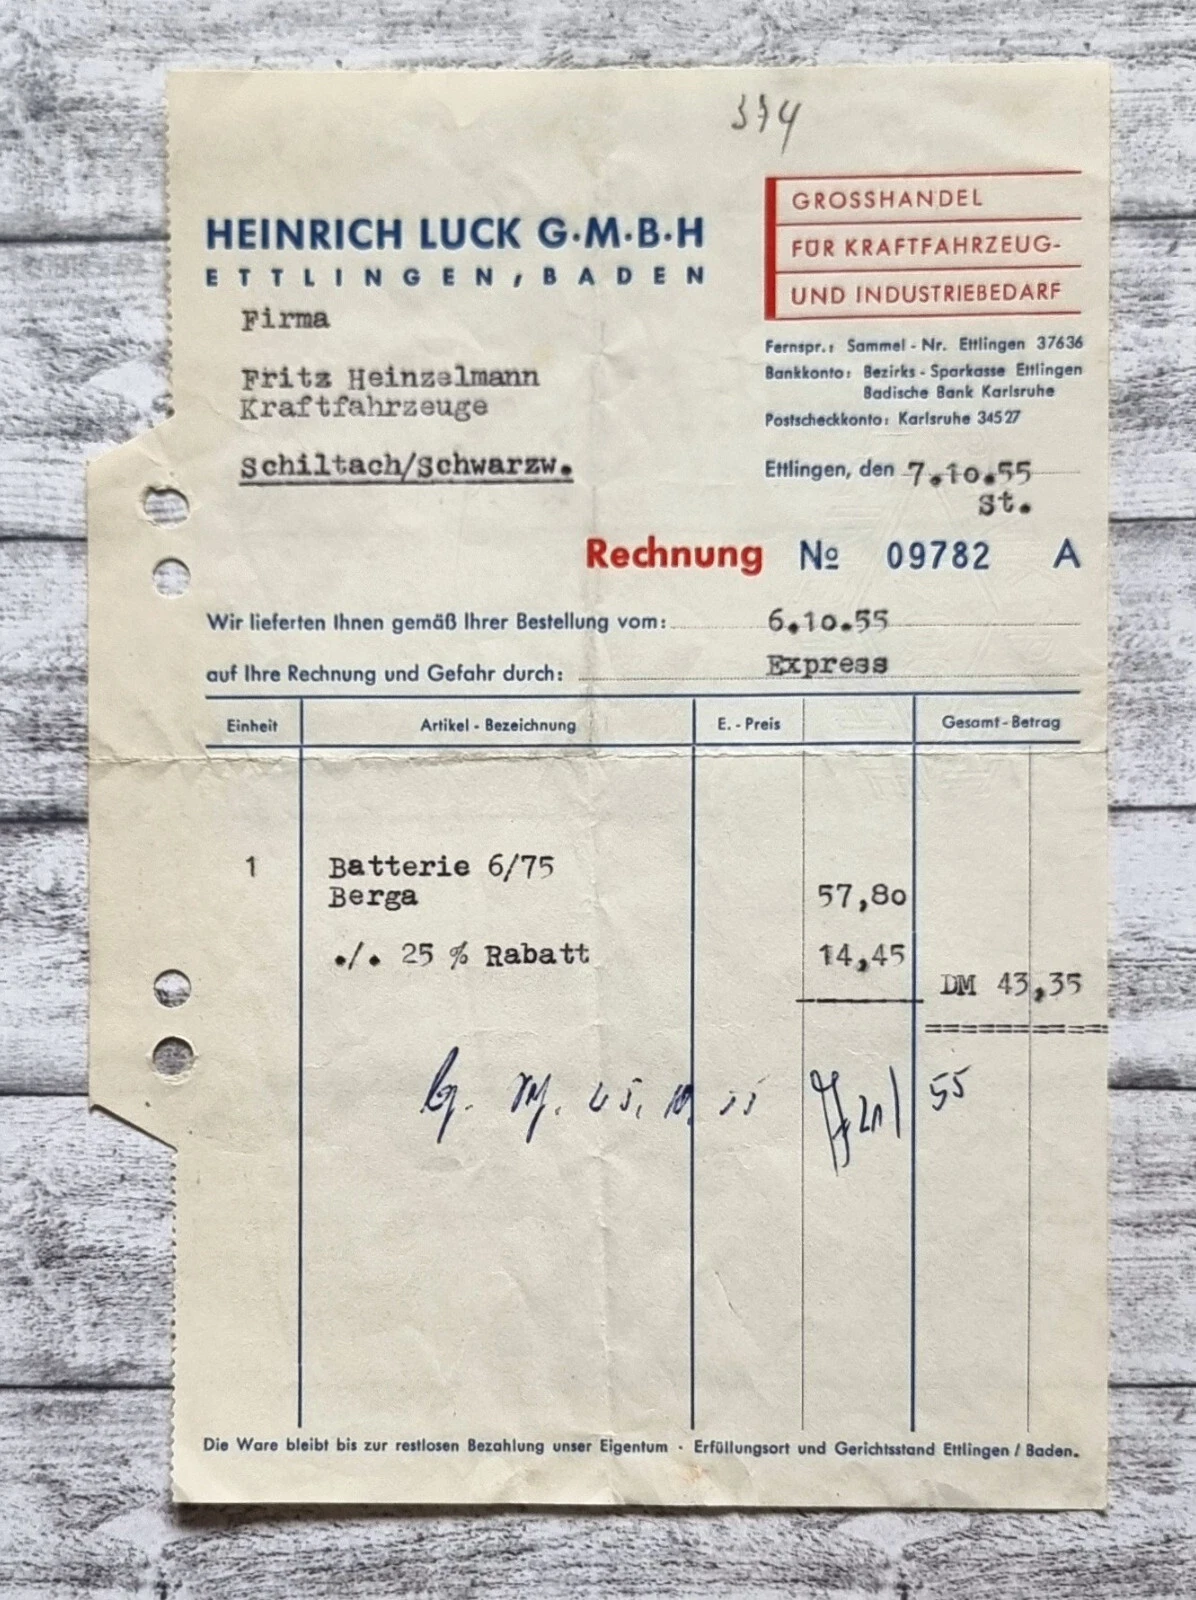 374
HEINRICH LUCK G·M·B·H
ETTLINGEN/BADEN
GROSSHANDEL
FÜR KRAFTFAHRZEUG-
UND INDUSTRIEBEDARF
Firma
Fritz Heinzelmann
Kraftfahrzeuge
Schiltach/Schwarzw.
Fernspr.: Sammel-Nr. Ettlingen 37636
Bankkonto: Bezirks-Sparkasse Ettlingen
Badische Bank Karlsruhe
Postscheckkonto: Karlsruhe 34527
Ettlingen, den 7.10.55
St.
Rechnung № 09782 A
Wir lieferten Ihnen gemäß Ihrer Bestellung vom: 6.10.55
auf Ihre Rechnung und Gefahr durch: Express
Einheit Artikel-Bezeichnung E.-Preis Gesamt-Betrag
1 Batterie 6/75
Berga 57,80
./. 25 % Rabatt 14,45
DM 43,35
55
Die Ware bleibt bis zur restlosen Bezahlung unser Eigentum · Erfüllungsort und Gerichtsstand Ettlingen / Baden.